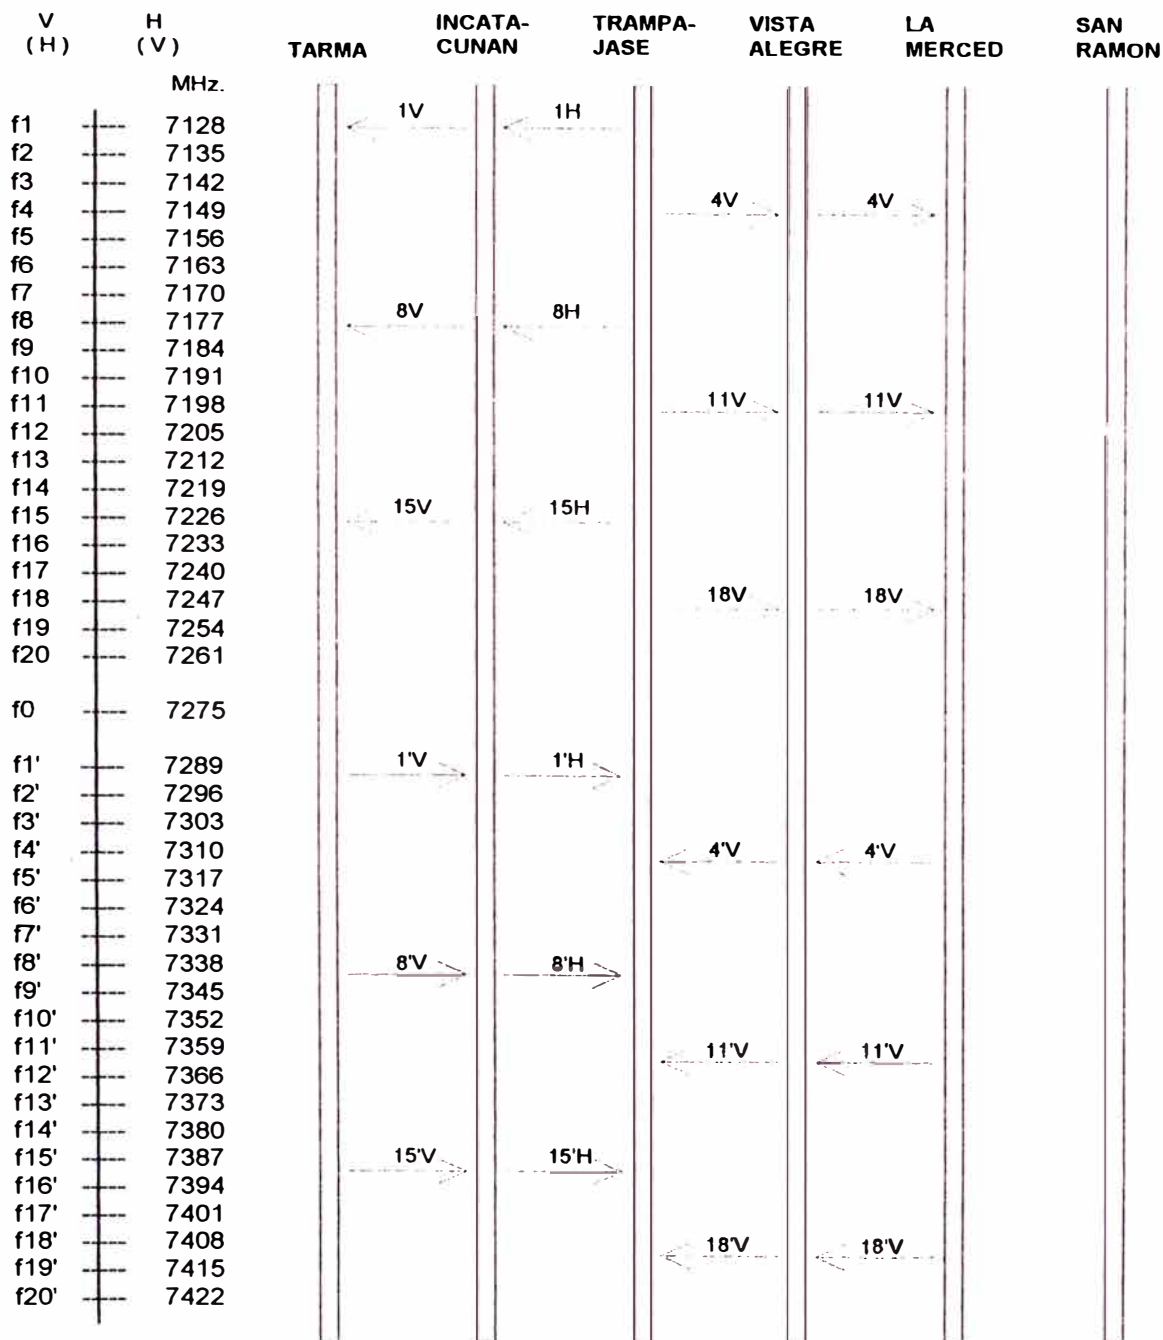 V H INCATA- TRAMPA- VISTA LA SAN
(H) (V) TARMA CUNAN JASE ALEGRE MERCED RAMON
MHz.
1V 1H
f1 7128
f2 7135
f3 7142
4V 4V
f4 7149
f5 7156
f6 7163
f7 7170
8V 8H
f8 7177
f9 7184
f10 7191
11V 11V
f11 7198
f12 7205
f13 7212
f14 7219
15V 15H
f15 7226
f16 7233
f17 7240
18V 18V
f18 7247
f19 7254
f20 7261
f0 7275
1'V 1'H
f1' 7289
f2' 7296
f3' 7303
4'V 4'V
f4' 7310
f5' 7317
f6' 7324
f7' 7331
8'V 8'H
f8' 7338
f9' 7345
f10' 7352
11'V 11'V
f11' 7359
f12' 7366
f13' 7373
f14' 7380
15'V 15'H
f15' 7387
f16' 7394
f17' 7401
18'V 18'V
f18' 7408
f19' 7415
f20' 7422